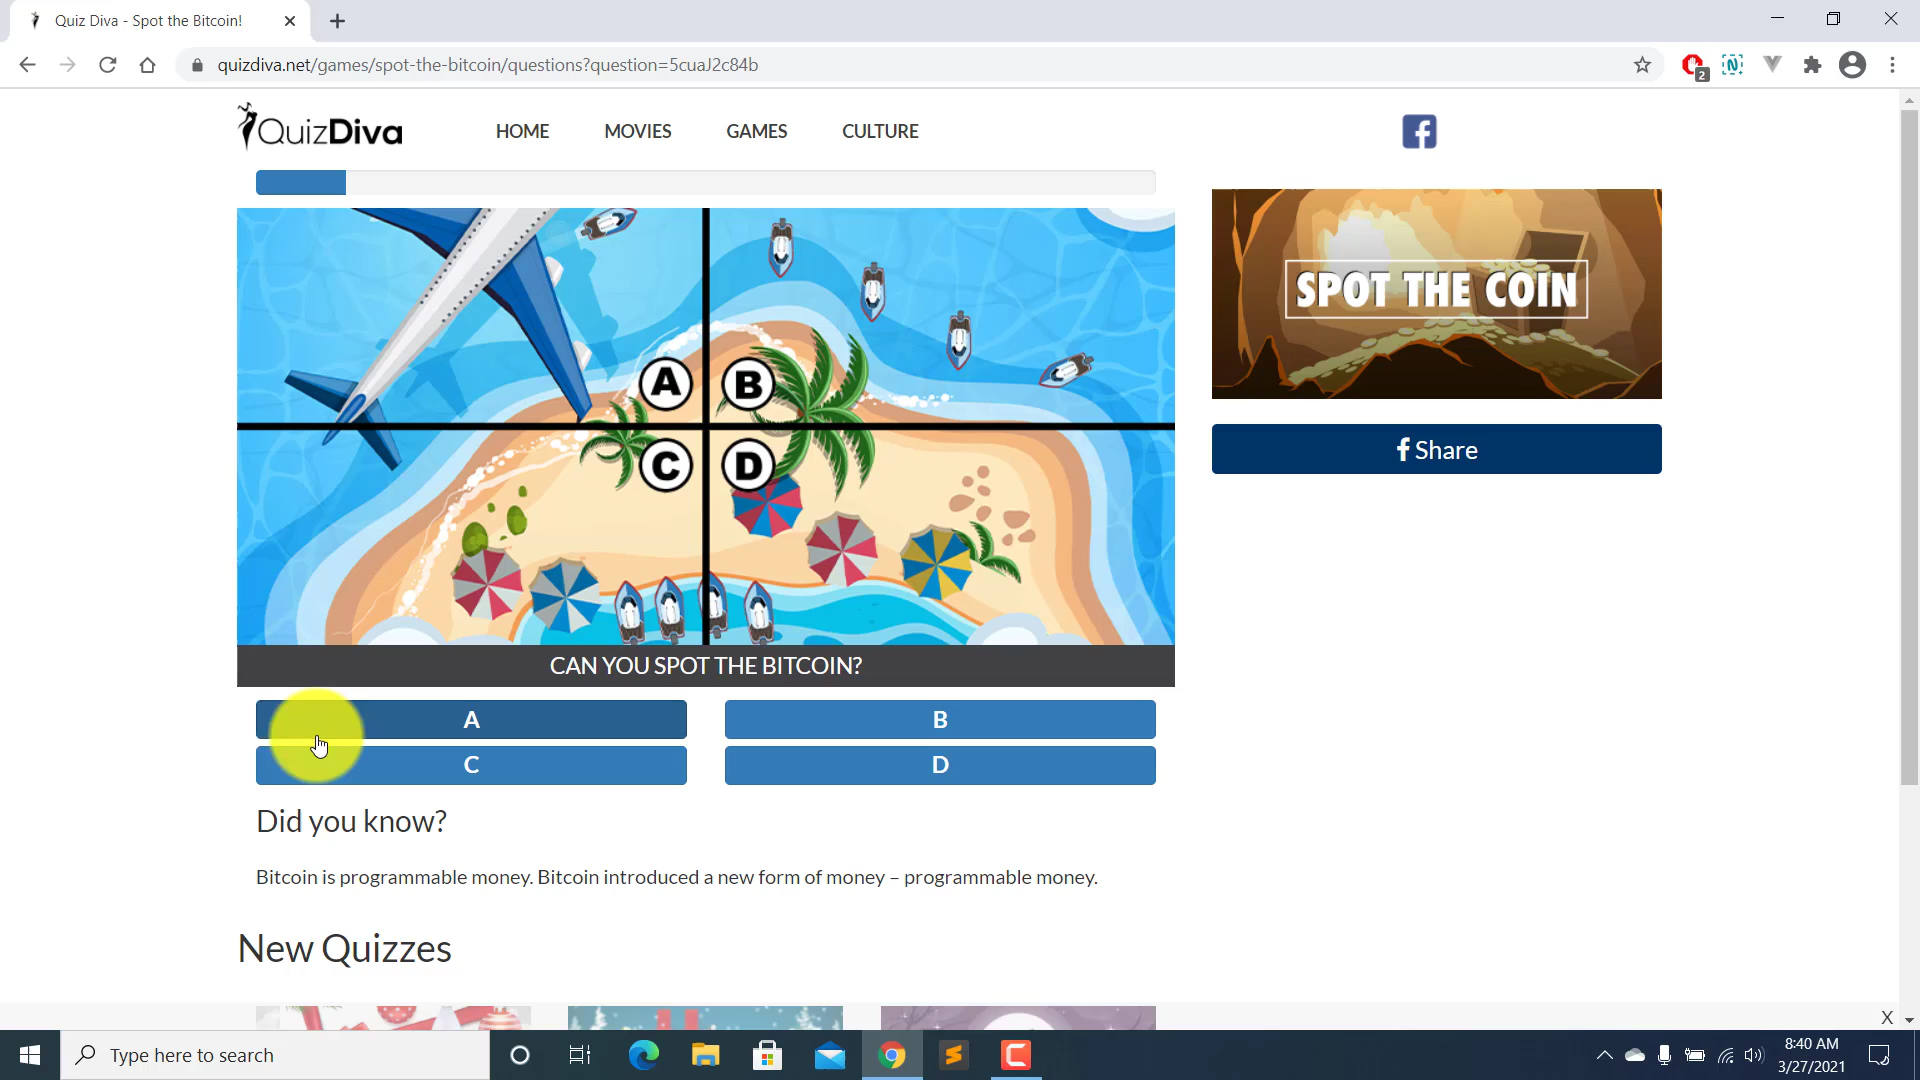 Quiz Diva - Spot the Bitcoin!
quizdiva.net/games/spot-the-bitcoin/questions?question=5cuaJ2c84b
2
N
QuizDiva
HOME
MOVIES
GAMES
CULTURE
f
SPOT THE COIN
A
B
C
D
f Share
CAN YOU SPOT THE BITCOIN?
A
B
C
D
Did you know?
Bitcoin is programmable money. Bitcoin introduced a new form of money – programmable money.
New Quizzes
X
Type here to search
8:40 AM
3/27/2021